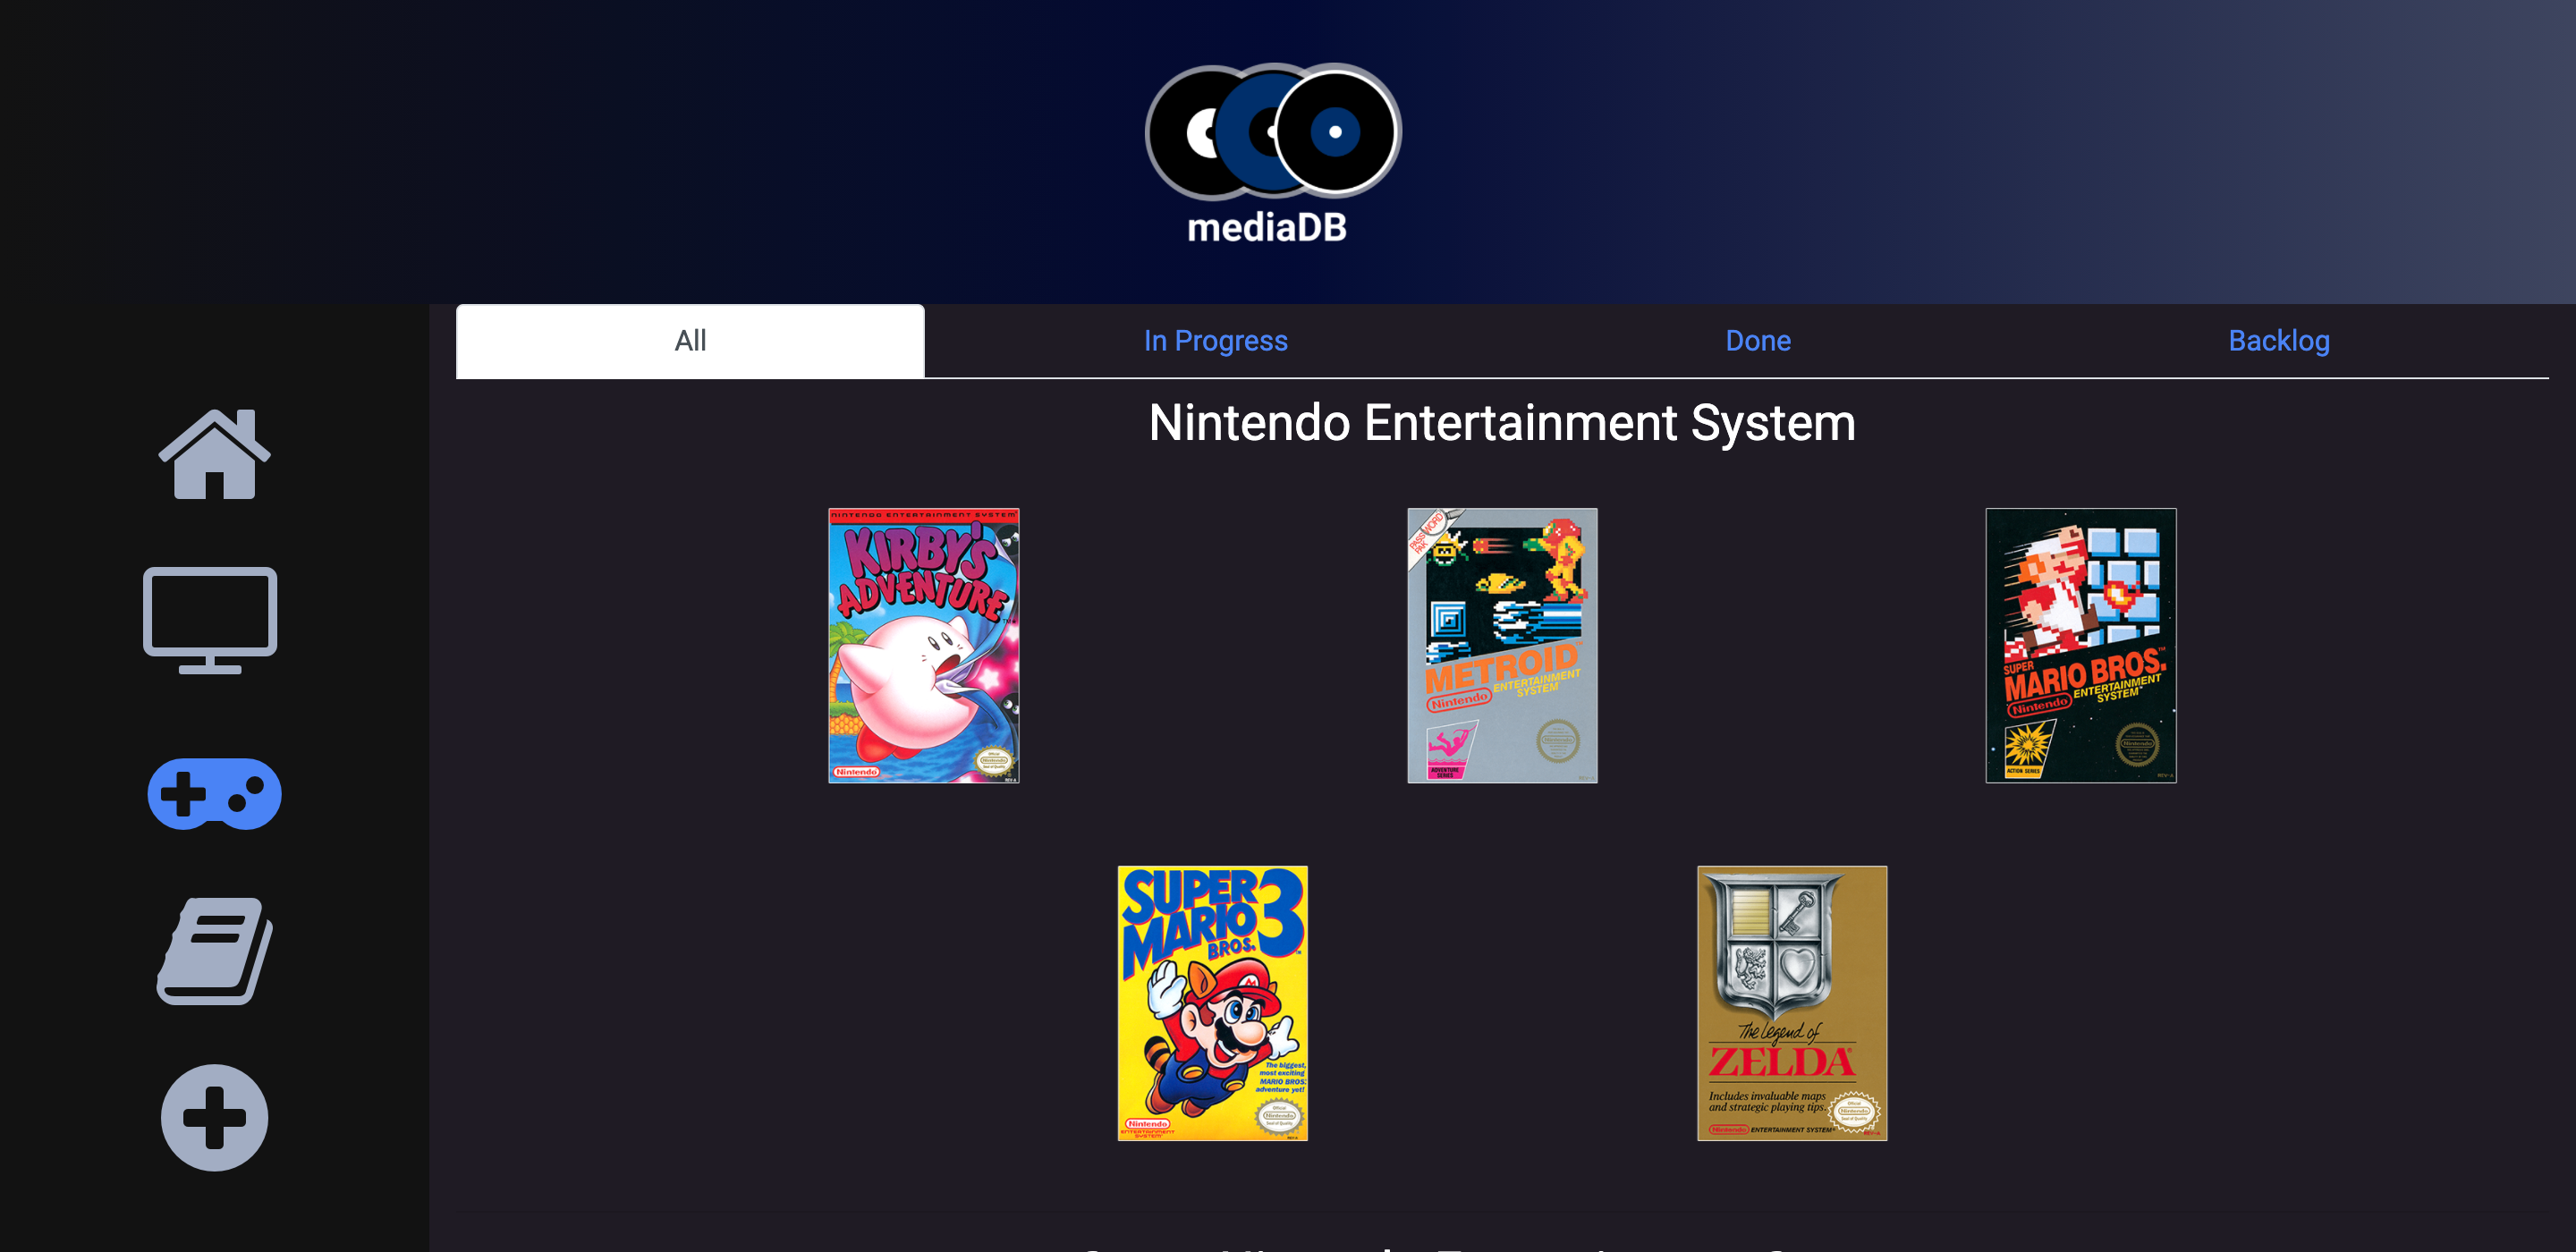 mediaDB
All
In Progress
Done
Backlog
Nintendo Entertainment System
NINTENDO ENTERTAINMENT SYSTEM
KIRBY'S
ADVENTURE
Nintendo
PASSWORD
PAK
METROID
Nintendo
ENTERTAINMENT
SYSTEM
ADVENTURE
SERIES
SUPER
MARIO BROS.
Nintendo
ENTERTAINMENT
SYSTEM
ACTION SERIES
SUPER
MARIO
BROS.
3
The biggest,
most exciting
MARIO BROS.
adventure yet!
Nintendo
ENTERTAINMENT
SYSTEM
The Legend of
ZELDA
Includes invaluable maps
and strategic playing tips.
Nintendo ENTERTAINMENT SYSTEM